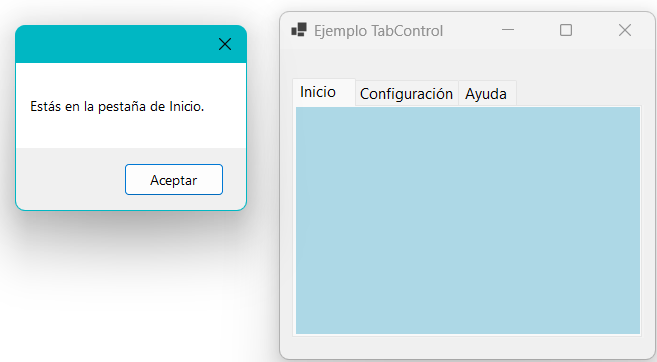 Estás en la pestaña de Inicio.
Aceptar
Ejemplo TabControl
Inicio Configuración Ayuda